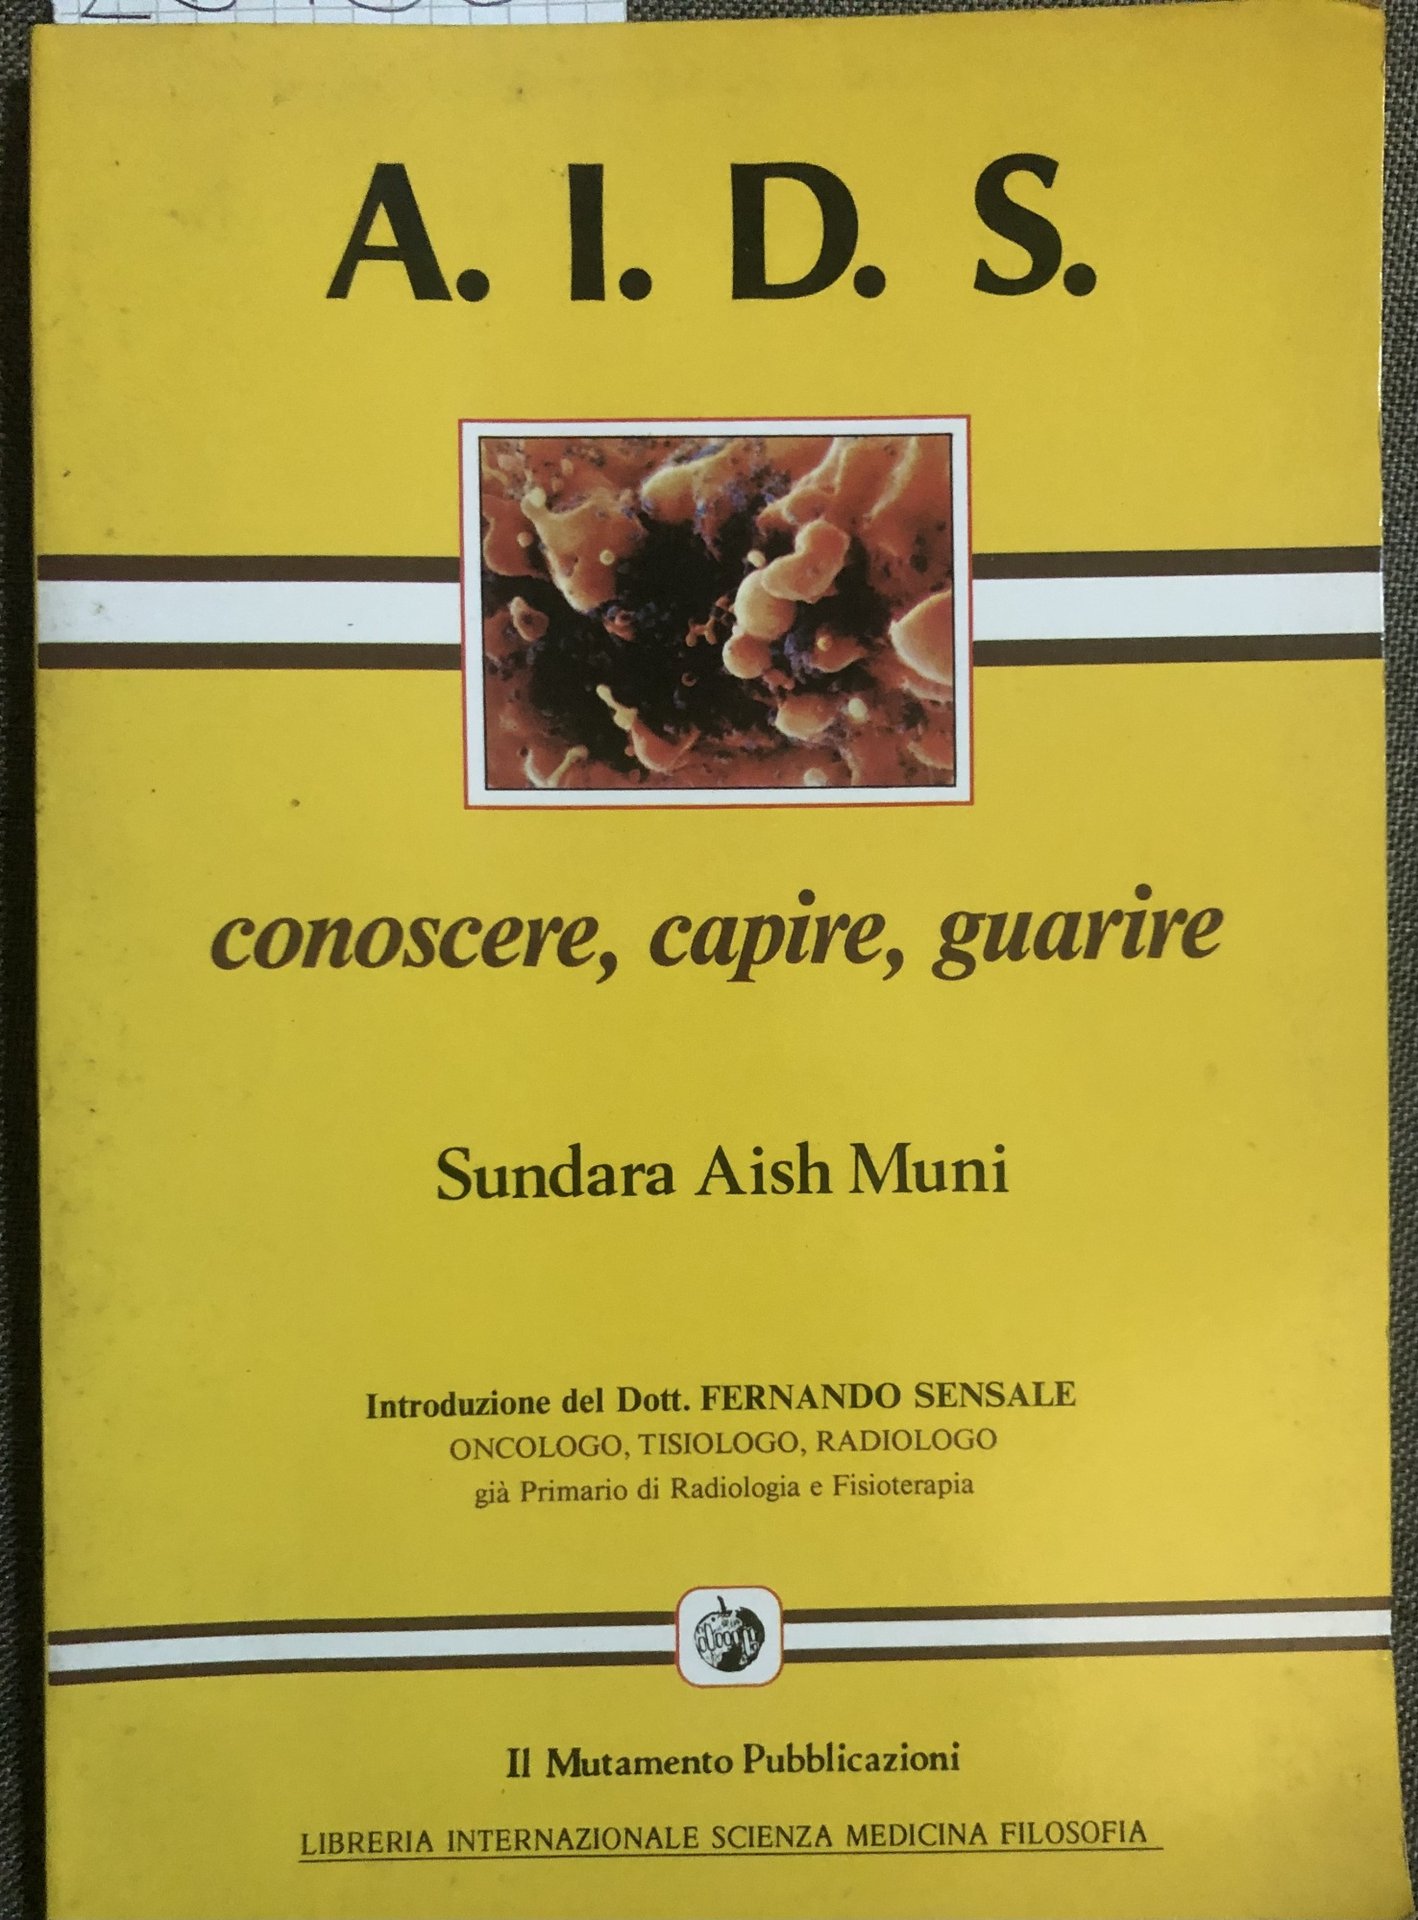 A. I. D. S.
conoscere, capire, guarire
Sundara Aish Muni
Introduzione del Dott. FERNANDO SENSALE
ONCOLOGO, TISIOLOGO, RADIOLOGO
già Primario di Radiologia e Fisioterapia
Il Mutamento Pubblicazioni
LIBRERIA INTERNAZIONALE SCIENZA MEDICINA FILOSOFIA